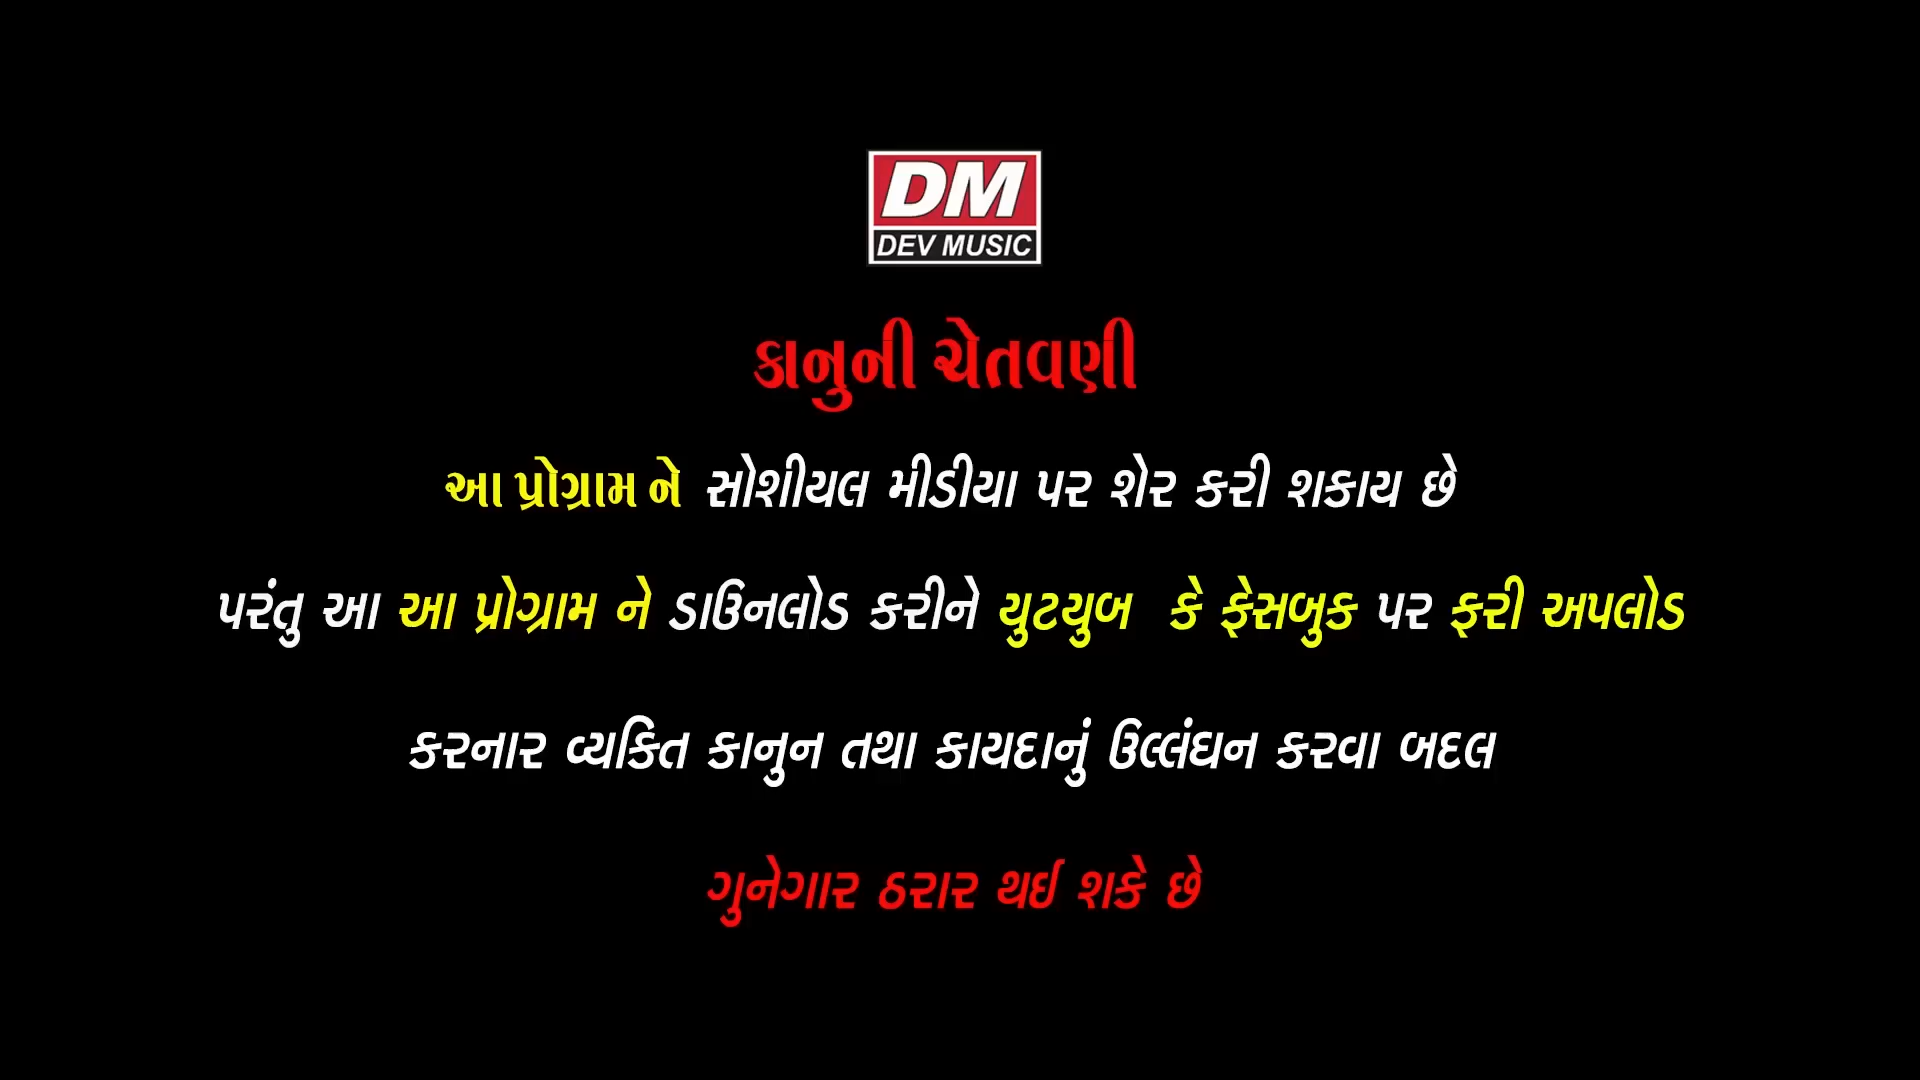 DM
DEV MUSIC
કાનુની ચેતવણી
આ પ્રોગ્રામ ને સોશીયલ મીડીયા પર શેર કરી શકાય છે
પરંતુ આ આ પ્રોગ્રામ ને ડાઉનલોડ કરીને યુટયુબ કે ફેસબુક પર ફરી અપલોડ
કરનાર વ્યકિત કાનુન તથા કાયદાનું ઉલ્લંઘન કરવા બદલ
ગુનેગાર ઠરાર થઈ શકે છે